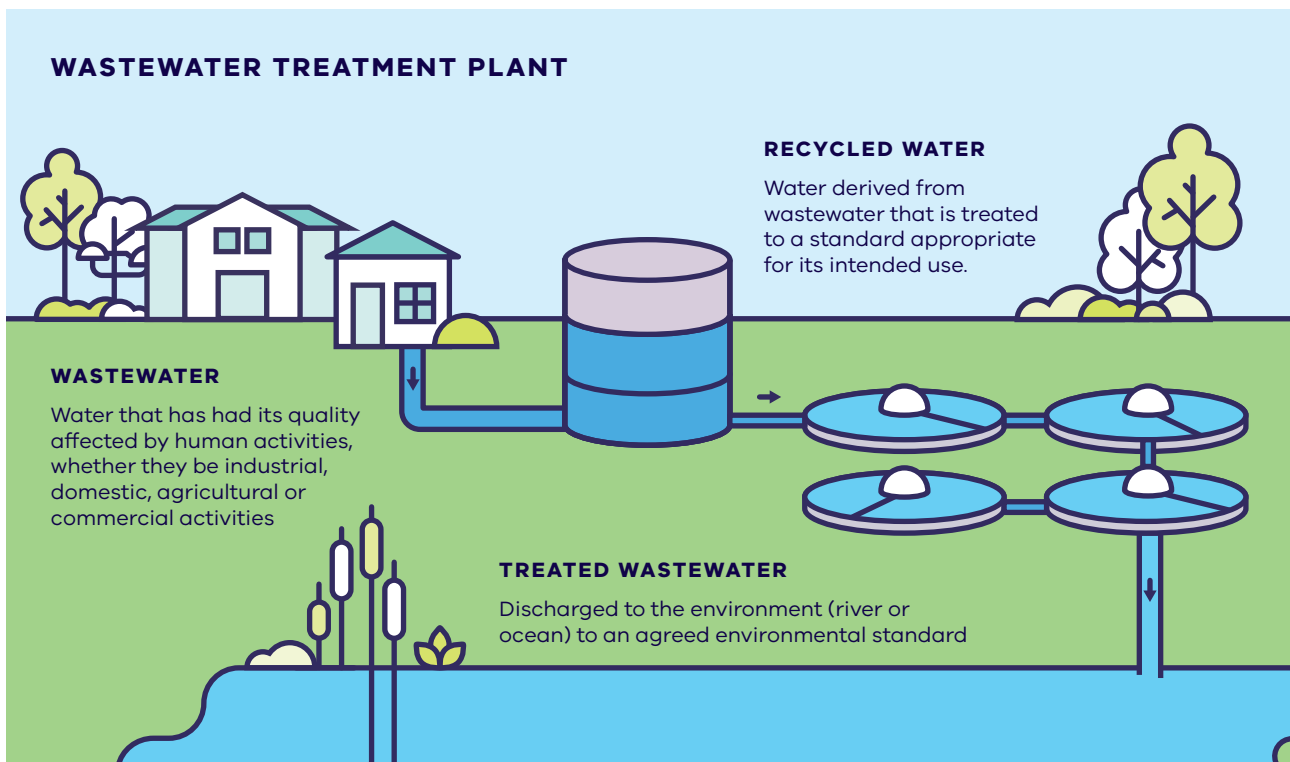 WASTEWATER TREATMENT PLANT
RECYCLED WATER
Water derived from
wastewater that is treated
to a standard appropriate
for its intended use.
WASTEWATER
Water that has had its quality
affected by human activities,
whether they be industrial,
domestic, agricultural or
commercial activities
TREATED WASTEWATER
Discharged to the environment (river or
ocean) to an agreed environmental standard